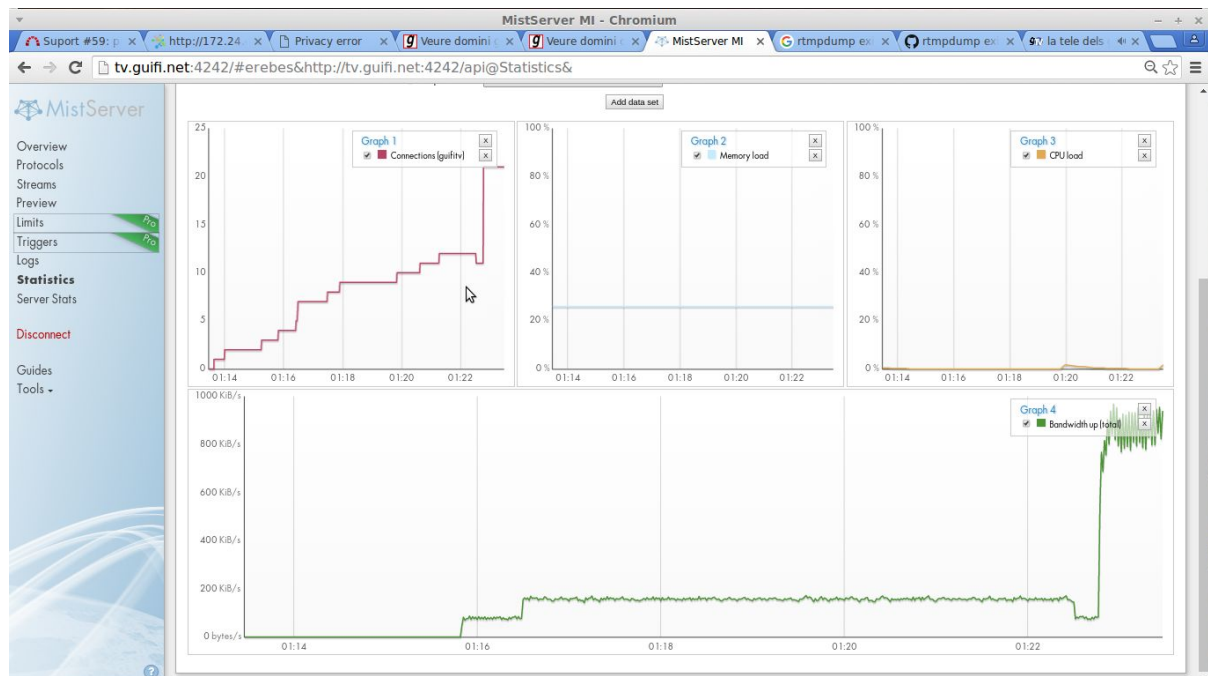 MistServer MI - Chromium
Suport #59: p
http://172.24.
Privacy error
Veure domini
Veure domini
MistServer MI
rtmpdump ex
rtmpdump ex
la tele dels
tv.guifi.net:4242/#erebes&http://tv.guifi.net:4242/api@Statistics&
MistServer
Overview
Protocols
Streams
Preview
Limits Pro
Triggers Pro
Logs
Statistics
Server Stats
Disconnect
Guides
Tools
Add data set
Graph 1 x
Connections (guifitv) x
25
20
15
10
5
0
01:14 01:16 01:18 01:20 01:22
Graph 2 x
Memory load x
100 %
80 %
60 %
40 %
20 %
0 %
01:14 01:16 01:18 01:20 01:22
Graph 3 x
CPU load x
100 %
80 %
60 %
40 %
20 %
0 %
01:14 01:16 01:18 01:20 01:22
Graph 4 x
Bandwidth up (total) x
1000 KiB/s
800 KiB/s
600 KiB/s
400 KiB/s
200 KiB/s
0 bytes/s
01:14 01:16 01:18 01:20 01:22